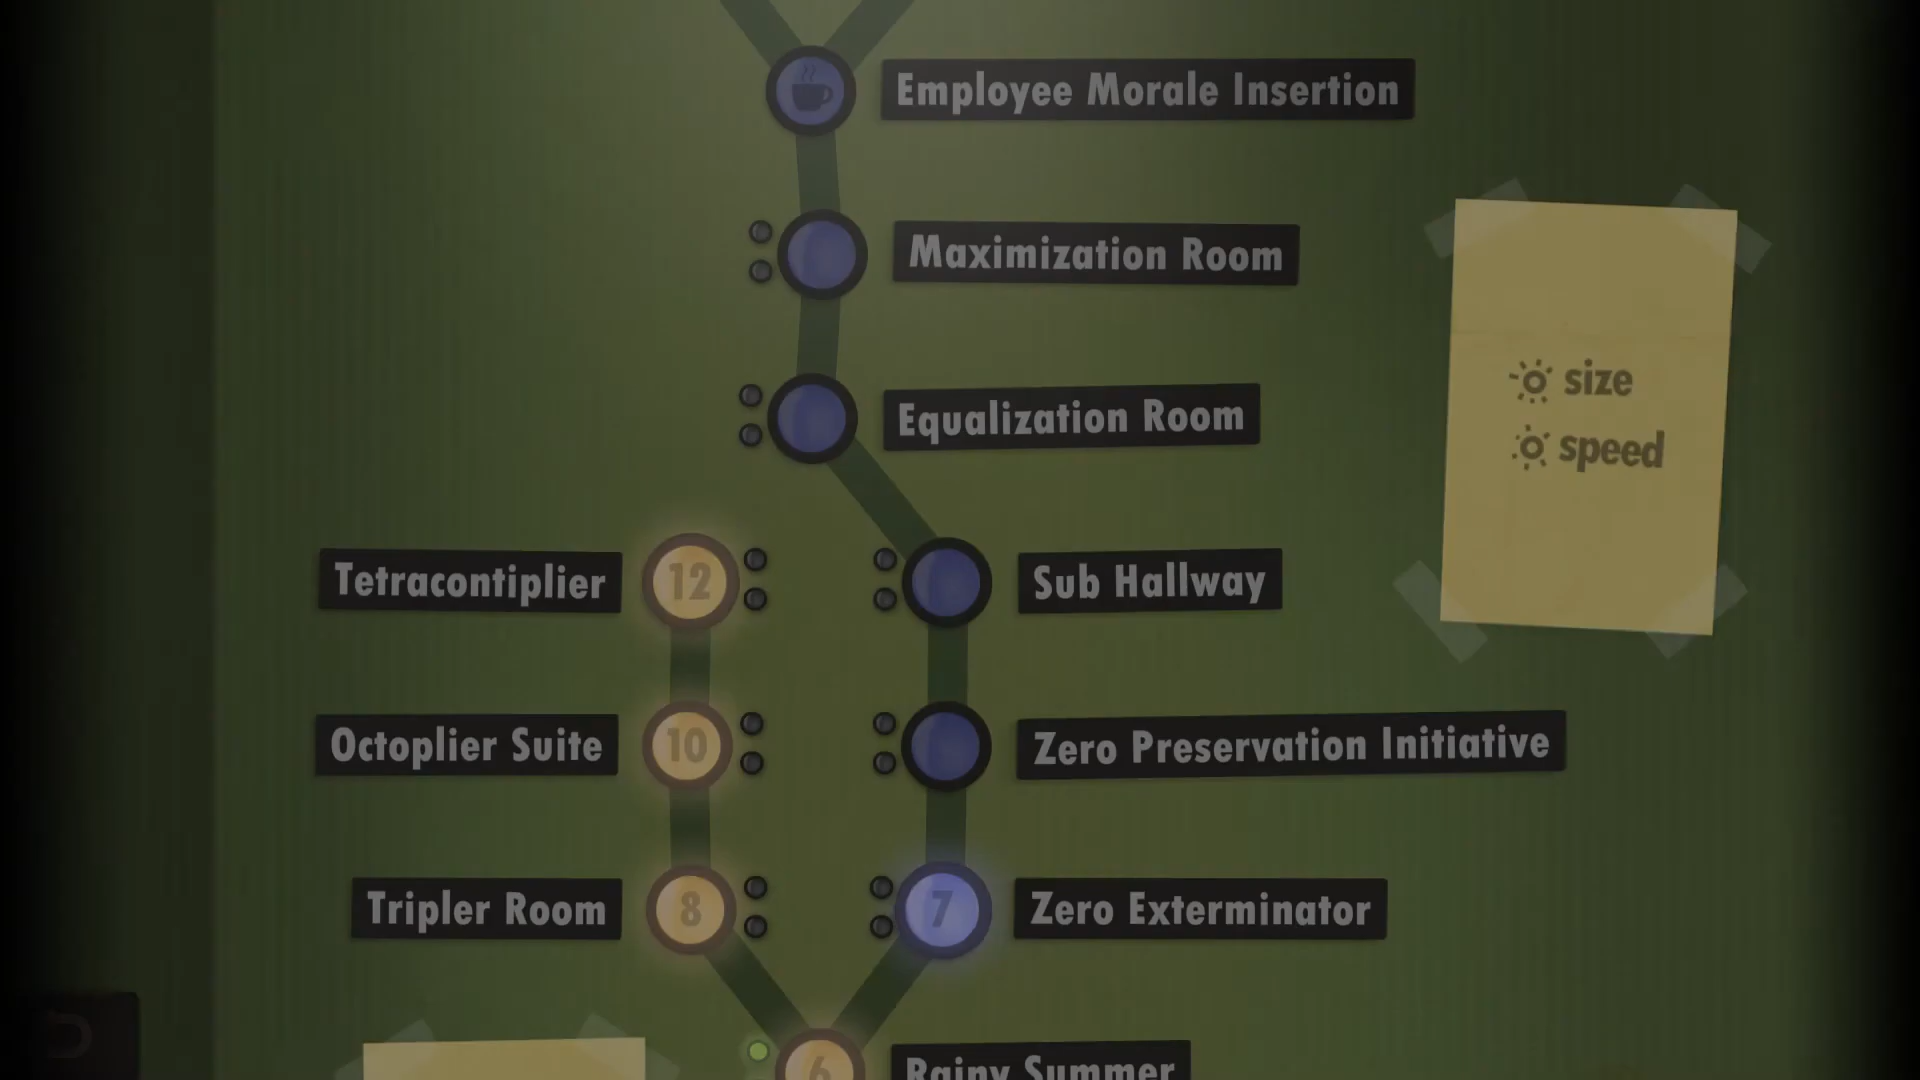 Employee Morale Insertion
Maximization Room
Equalization Room
size
speed
Tetracontiplier
12
Sub Hallway
Octoplier Suite
10
Zero Preservation Initiative
Tripler Room
8
7
Zero Exterminator
6
Rainy Summer